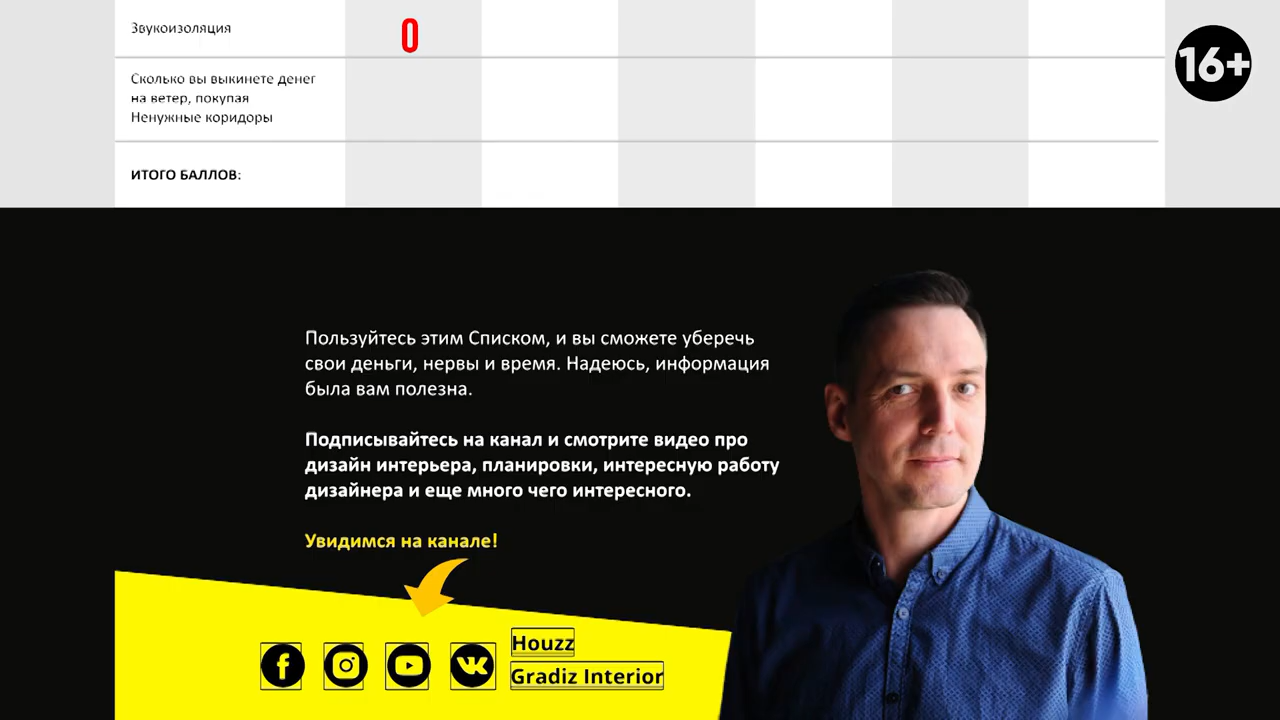 Звукоизоляция
0
16+
Сколько вы выкинете денег
на ветер, покупая
Ненужные коридоры
ИТОГО БАЛЛОВ:
Пользуйтесь этим Списком, и вы сможете уберечь
свои деньги, нервы и время. Надеюсь, информация
была вам полезна.
Подписывайтесь на канал и смотрите видео про
дизайн интерьера, планировки, интересную работу
дизайнера и еще много чего интересного.
Увидимся на канале!
Houzz
Gradiz Interior